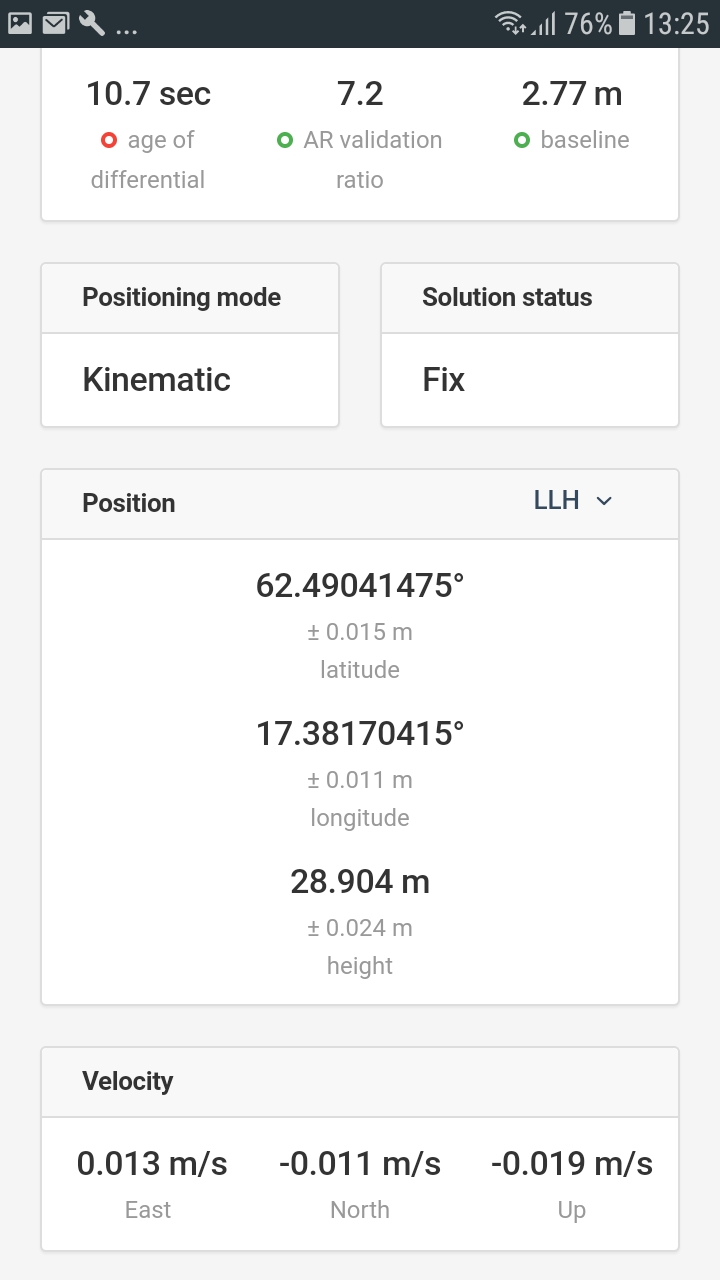 ... 76% 13:25
10.7 sec 7.2 2.77 m
age of AR validation baseline
differential ratio
Positioning mode Solution status
Kinematic Fix
Position LLH
62.49041475°
± 0.015 m
latitude
17.38170415°
± 0.011 m
longitude
28.904 m
± 0.024 m
height
Velocity
0.013 m/s -0.011 m/s -0.019 m/s
East North Up